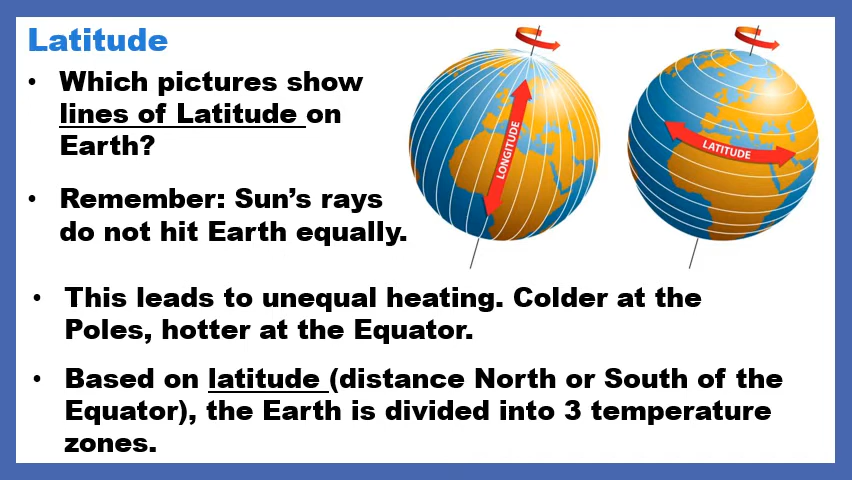 Latitude
• Which pictures show
lines of Latitude on
Earth?
• Remember: Sun’s rays
do not hit Earth equally.
LONGITUDE
LATITUDE
• This leads to unequal heating. Colder at the
Poles, hotter at the Equator.
• Based on latitude (distance North or South of the
Equator), the Earth is divided into 3 temperature
zones.